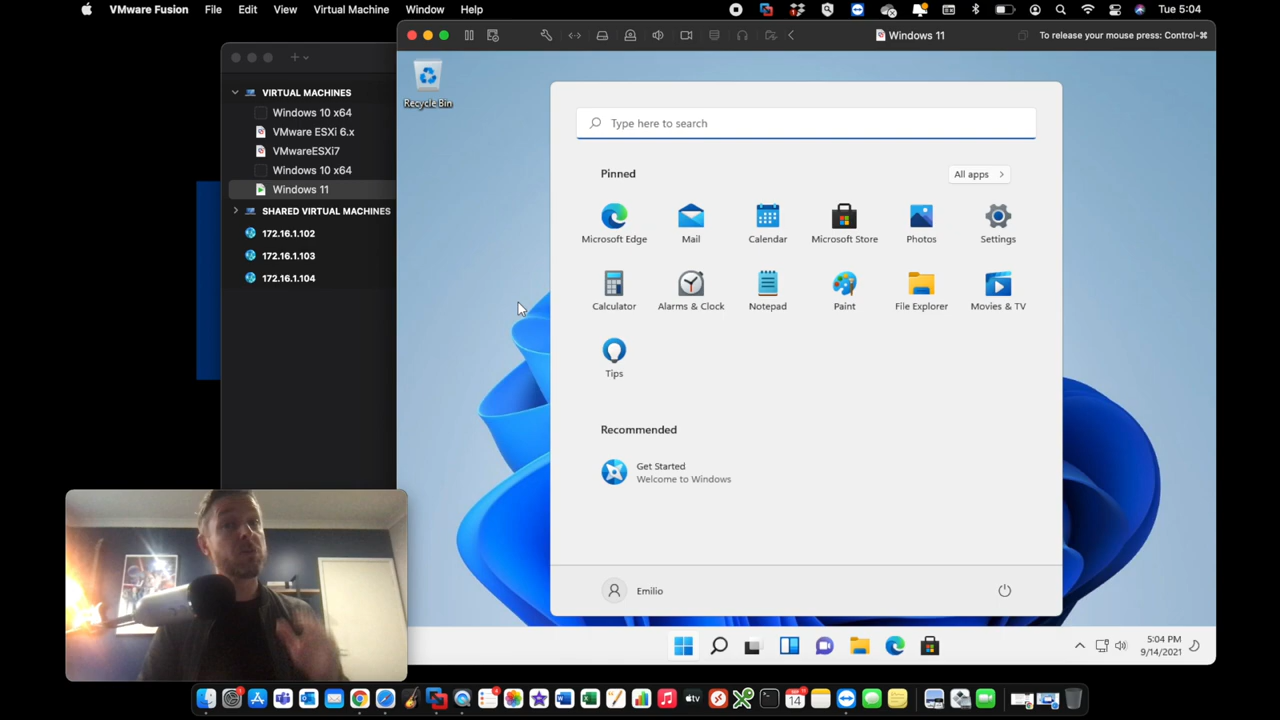 VMware Fusion File Edit View Virtual Machine Window Help Tue 5:04
Windows 11 To release your mouse press: Control-⌘
VIRTUAL MACHINES
Windows 10 x64
VMware ESXi 6.x
VMwareESXi7
Windows 10 x64
Windows 11
SHARED VIRTUAL MACHINES
172.16.1.102
172.16.1.103
172.16.1.104
Recycle Bin
Type here to search
Pinned All apps
Microsoft Edge Mail Calendar Microsoft Store Photos Settings
Calculator Alarms & Clock Notepad Paint File Explorer Movies & TV
Tips
Recommended
Get Started
Welcome to Windows
Emilio
5:04 PM
9/14/2021
tv
14